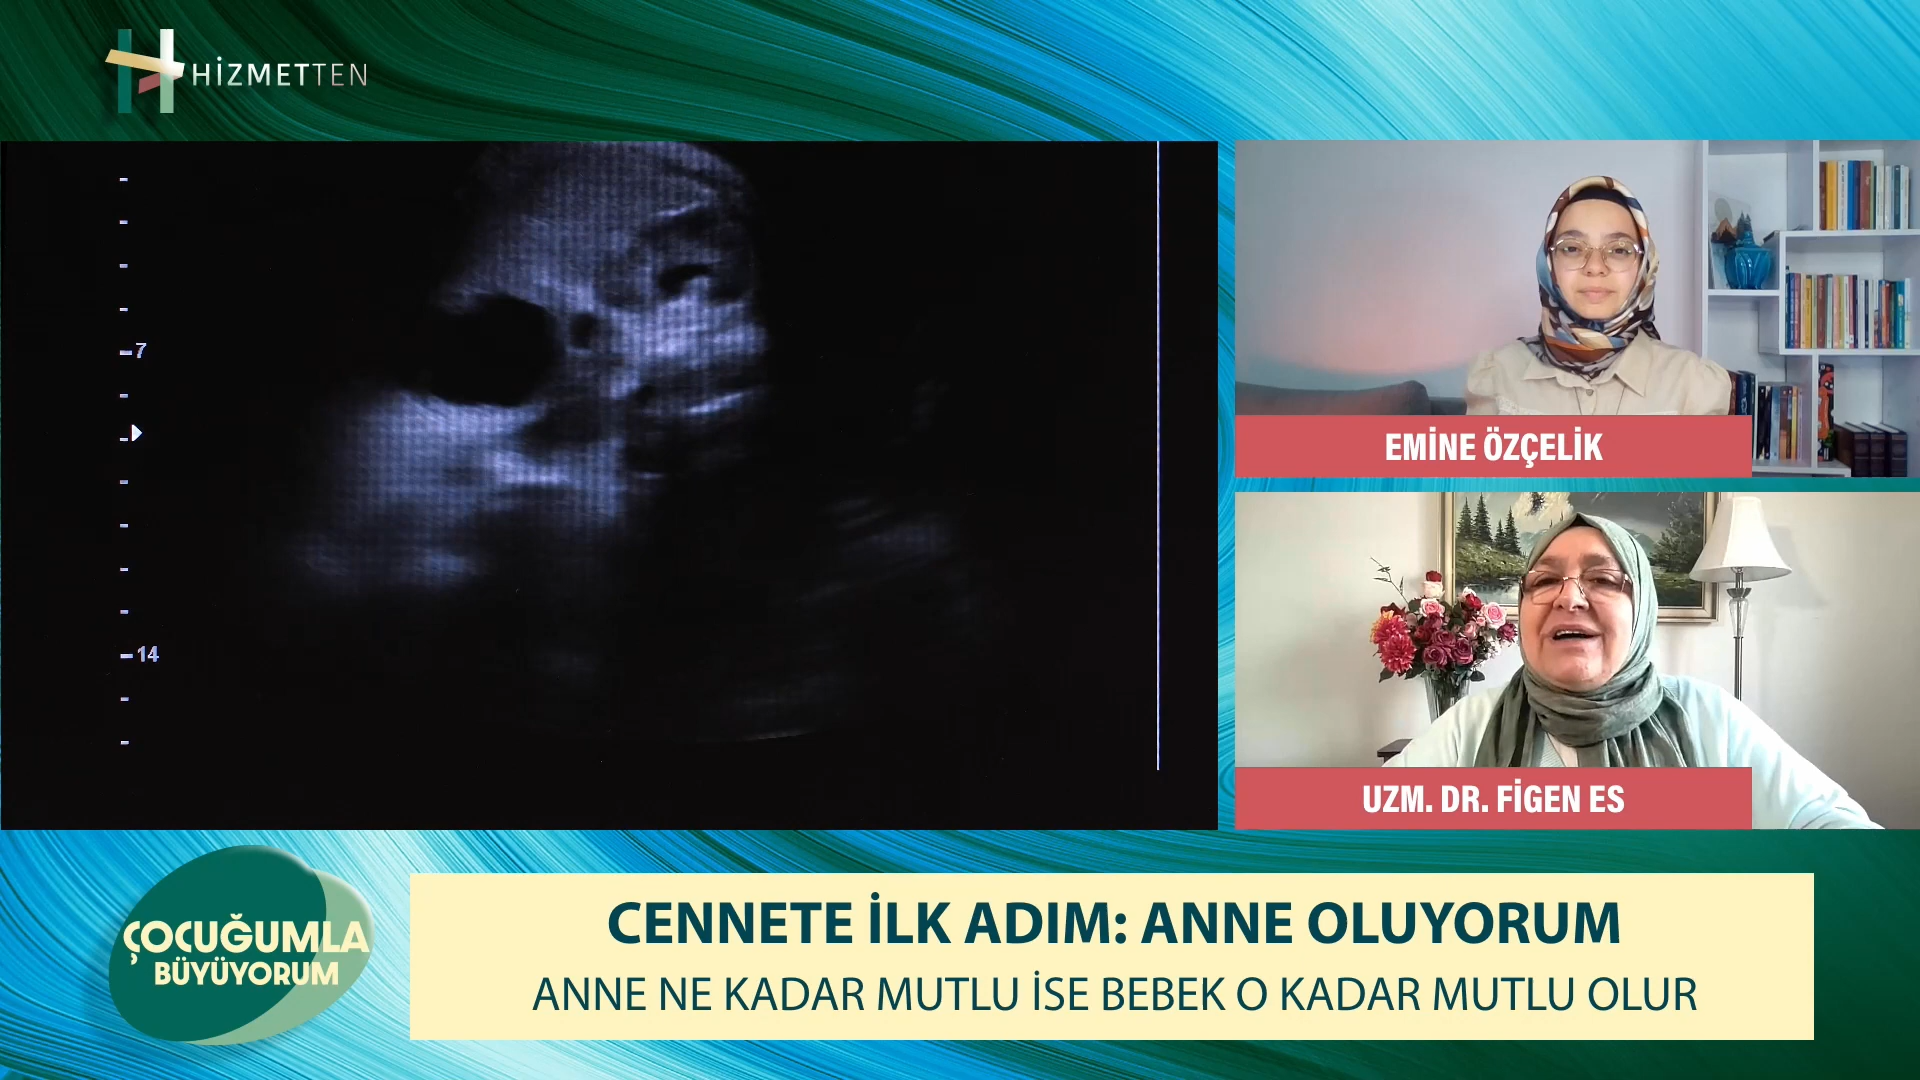 HİZMETTEN
7
14
EMİNE ÖZÇELİK
UZM. DR. FİGEN ES
ÇOCUĞUMLA
BÜYÜYORUM
CENNETE İLK ADIM: ANNE OLUYORUM
ANNE NE KADAR MUTLU İSE BEBEK O KADAR MUTLU OLUR